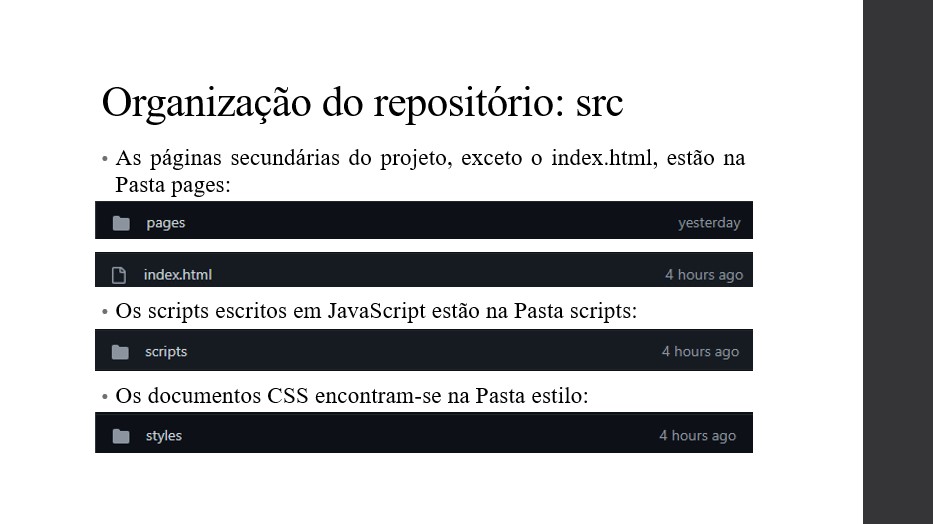 Organização do repositório: src
• As páginas secundárias do projeto, exceto o index.html, estão na
Pasta pages:
pages yesterday
index.html 4 hours ago
• Os scripts escritos em JavaScript estão na Pasta scripts:
scripts 4 hours ago
• Os documentos CSS encontram-se na Pasta estilo:
styles 4 hours ago